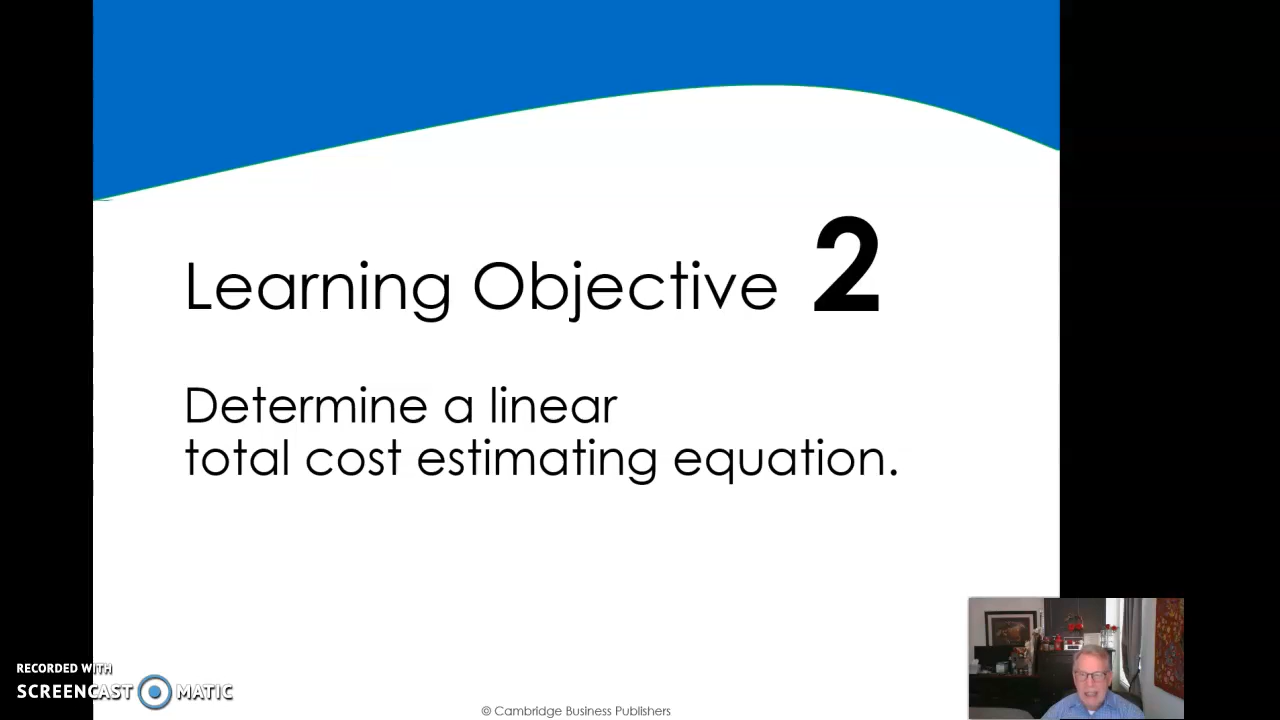 Learning Objective 2
Determine a linear
total cost estimating equation.
RECORDED WITH
SCREENCAST MATIC
© Cambridge Business Publishers